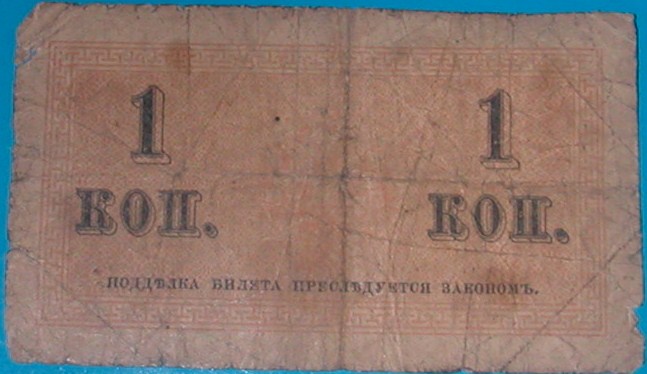 1 1
КОП. КОП.
ПОДДѢЛКА БИЛЕТА ПРЕСЛѢДУЕТСЯ ЗАКОНОМЪ.